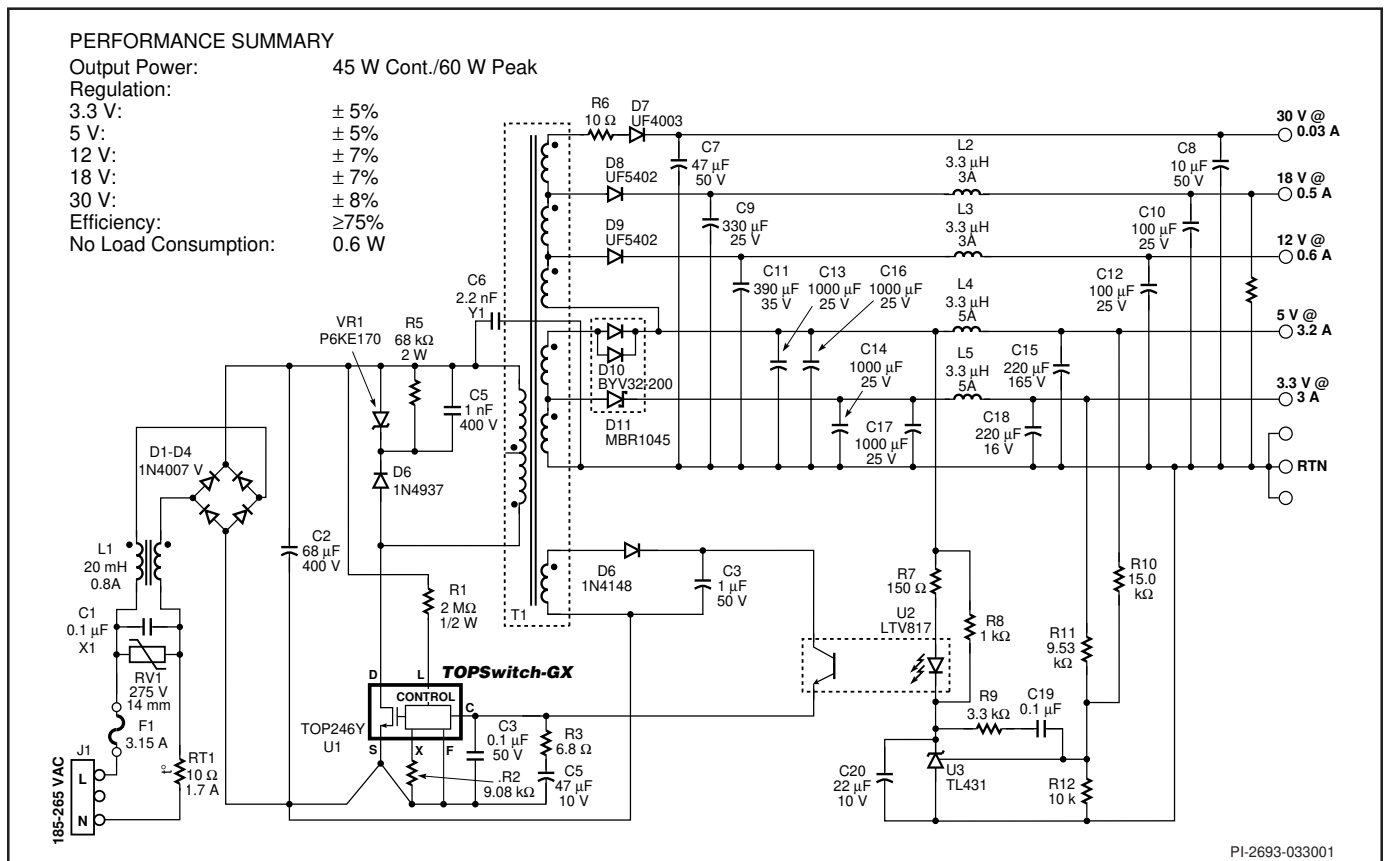 PERFORMANCE SUMMARY
Output Power: 45 W Cont./60 W Peak
Regulation:
3.3 V: ± 5%
5 V: ± 5%
12 V: ± 7%
18 V: ± 7%
30 V: ± 8%
Efficiency: ≥75%
No Load Consumption: 0.6 W
R6
10 Ω
D7
UF4003
C7
47 µF
50 V
L2
3.3 µH
3A
C8
10 µF
50 V
30 V @
0.03 A
D8
UF5402
18 V @
0.5 A
C9
330 µF
25 V
L3
3.3 µH
3A
C10
100 µF
25 V
D9
UF5402
12 V @
0.6 A
C11
390 µF
35 V
C13
1000 µF
25 V
C16
1000 µF
25 V
L4
3.3 µH
5A
C12
100 µF
25 V
C6
2.2 nF
Y1
5 V @
3.2 A
VR1
P6KE170
R5
68 kΩ
2 W
C5
1 nF
400 V
D10
BYV32-200
C14
1000 µF
25 V
L5
3.3 µH
5A
C15
220 µF
165 V
3.3 V @
3 A
D11
MBR1045
C17
1000 µF
25 V
C18
220 µF
16 V
RTN
D1-D4
1N4007 V
D6
1N4937
C2
68 µF
400 V
L1
20 mH
0.8A
C1
0.1 µF
X1
RV1
275 V
14 mm
F1
3.15 A
J1
L
N
185-265 VAC
RT1
10 Ω
1.7 A
t°
R1
2 MΩ
1/2 W
T1
D6
1N4148
C3
1 µF
50 V
R7
150 Ω
U2
LTV817
R8
1 kΩ
R10
15.0
kΩ
R11
9.53
kΩ
TOPSwitch-GX
D
L
CONTROL
C
TOP246Y
U1
S
X
F
C3
0.1 µF
50 V
R3
6.8 Ω
.R2
9.08 kΩ
C5
47 µF
10 V
R9
3.3 kΩ
C19
0.1 µF
C20
22 µF
10 V
U3
TL431
R12
10 k
PI-2693-033001